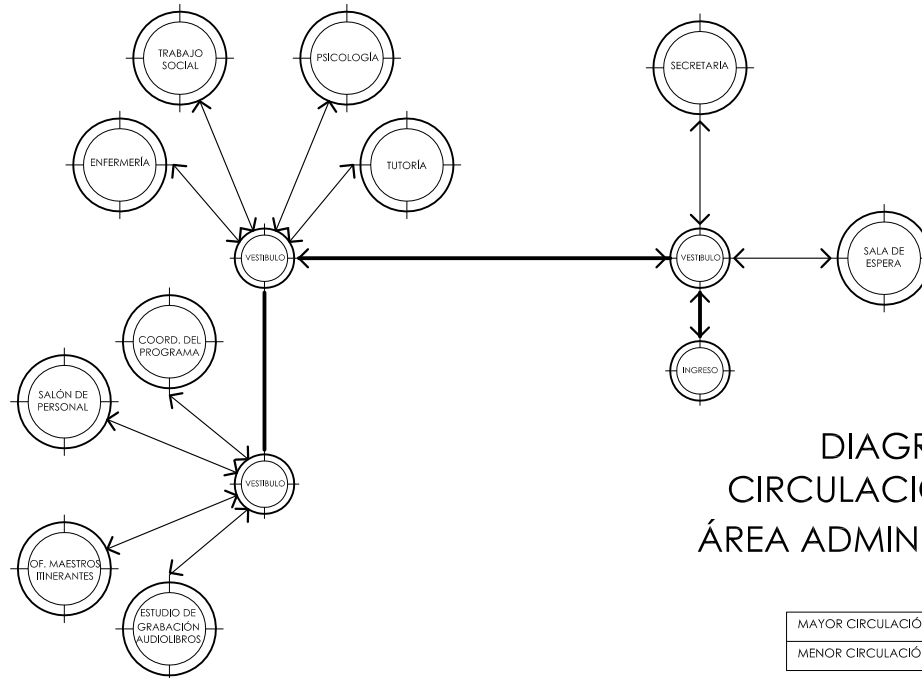 TRABAJO
SOCIAL
PSICOLOGÍA
SECRETARÍA
ENFERMERÍA
TUTORÍA
VESTIBULO
VESTIBULO
SALA DE
ESPERA
COORD. DEL
PROGRAMA
INGRESO
SALÓN DE
PERSONAL
VESTIBULO
OF. MAESTROS
ITINERANTES
ESTUDIO DE
GRABACIÓN
AUDIOLIBROS
DIAGR
CIRCULACIO
ÁREA ADMIN
MAYOR CIRCULACIÓ
MENOR CIRCULACIÓ